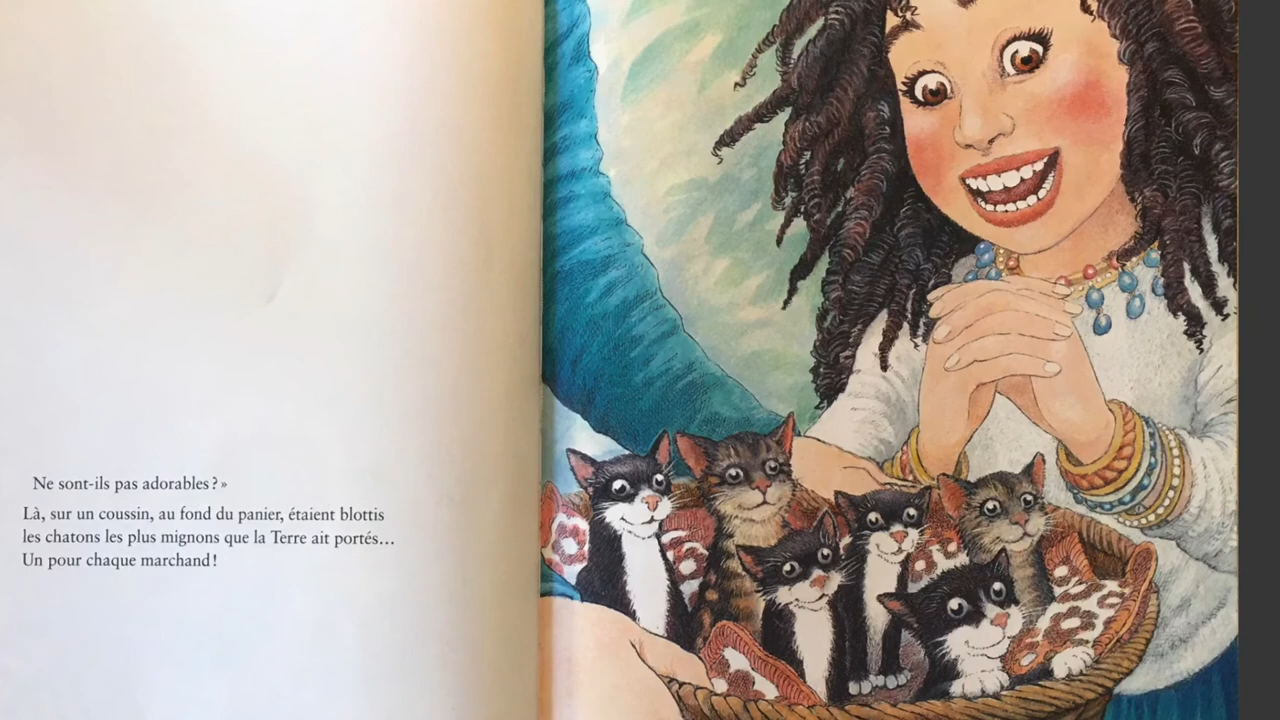 Ne sont-ils pas adorables ? »
Là, sur un coussin, au fond du panier, étaient blottis
les chatons les plus mignons que la Terre ait portés…
Un pour chaque marchand !